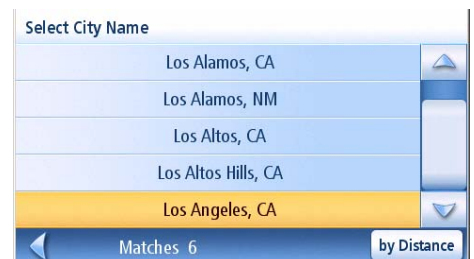 Select City Name
Los Alamos, CA
Los Alamos, NM
Los Altos, CA
Los Altos Hills, CA
Los Angeles, CA
Matches 6 by Distance